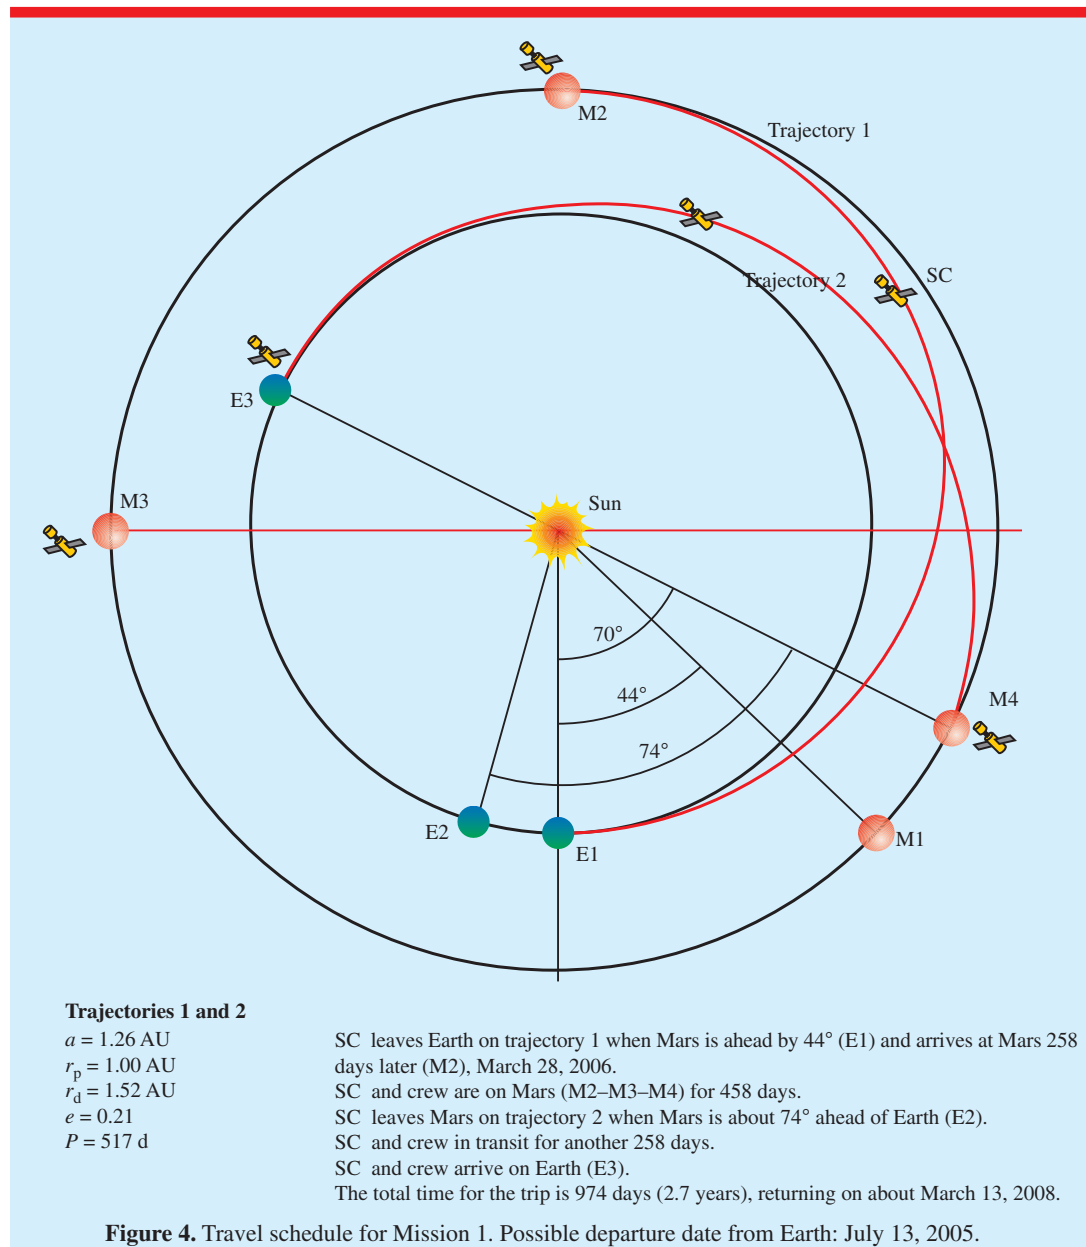 M2
Trajectory 1
SC
Trajectory 2
E3
M3
Sun
70°
44°
M4
74°
E2
E1
M1
Trajectories 1 and 2
a = 1.26 AU
r_p = 1.00 AU
r_d = 1.52 AU
e = 0.21
P = 517 d
SC leaves Earth on trajectory 1 when Mars is ahead by 44° (E1) and arrives at Mars 258
days later (M2), March 28, 2006.
SC and crew are on Mars (M2–M3–M4) for 458 days.
SC leaves Mars on trajectory 2 when Mars is about 74° ahead of Earth (E2).
SC and crew in transit for another 258 days.
SC and crew arrive on Earth (E3).
The total time for the trip is 974 days (2.7 years), returning on about March 13, 2008.
Figure 4. Travel schedule for Mission 1. Possible departure date from Earth: July 13, 2005.